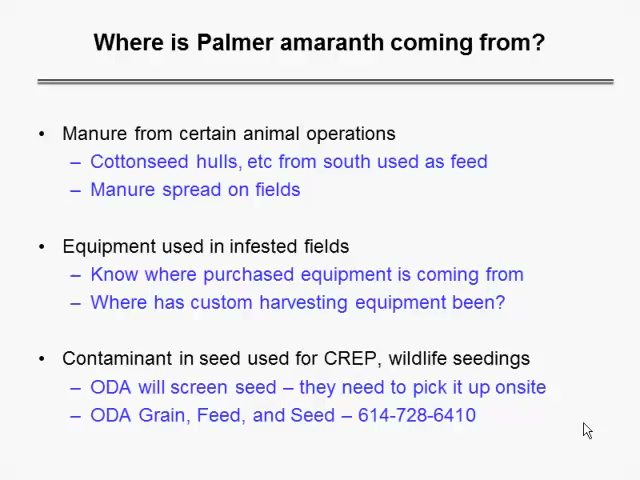 Where is Palmer amaranth coming from?
• Manure from certain animal operations
– Cottonseed hulls, etc from south used as feed
– Manure spread on fields
• Equipment used in infested fields
– Know where purchased equipment is coming from
– Where has custom harvesting equipment been?
• Contaminant in seed used for CREP, wildlife seedings
– ODA will screen seed – they need to pick it up onsite
– ODA Grain, Feed, and Seed – 614-728-6410